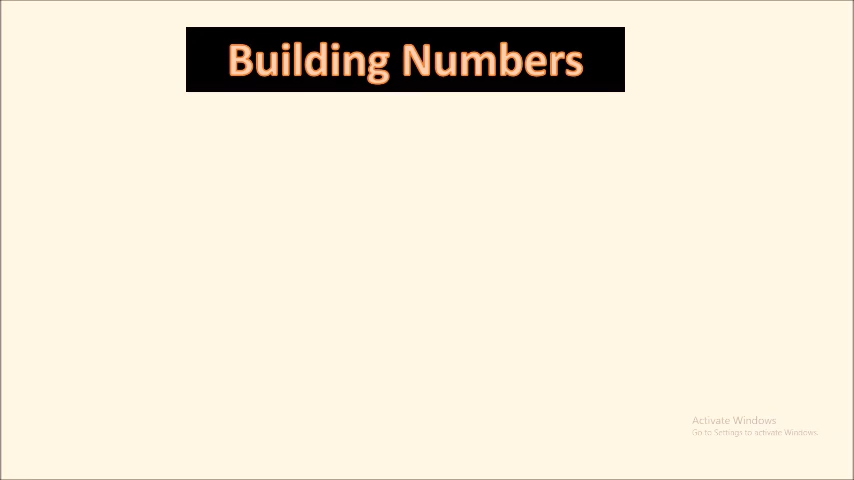 Building Numbers
Activate Windows
Go to Settings to activate Windows.